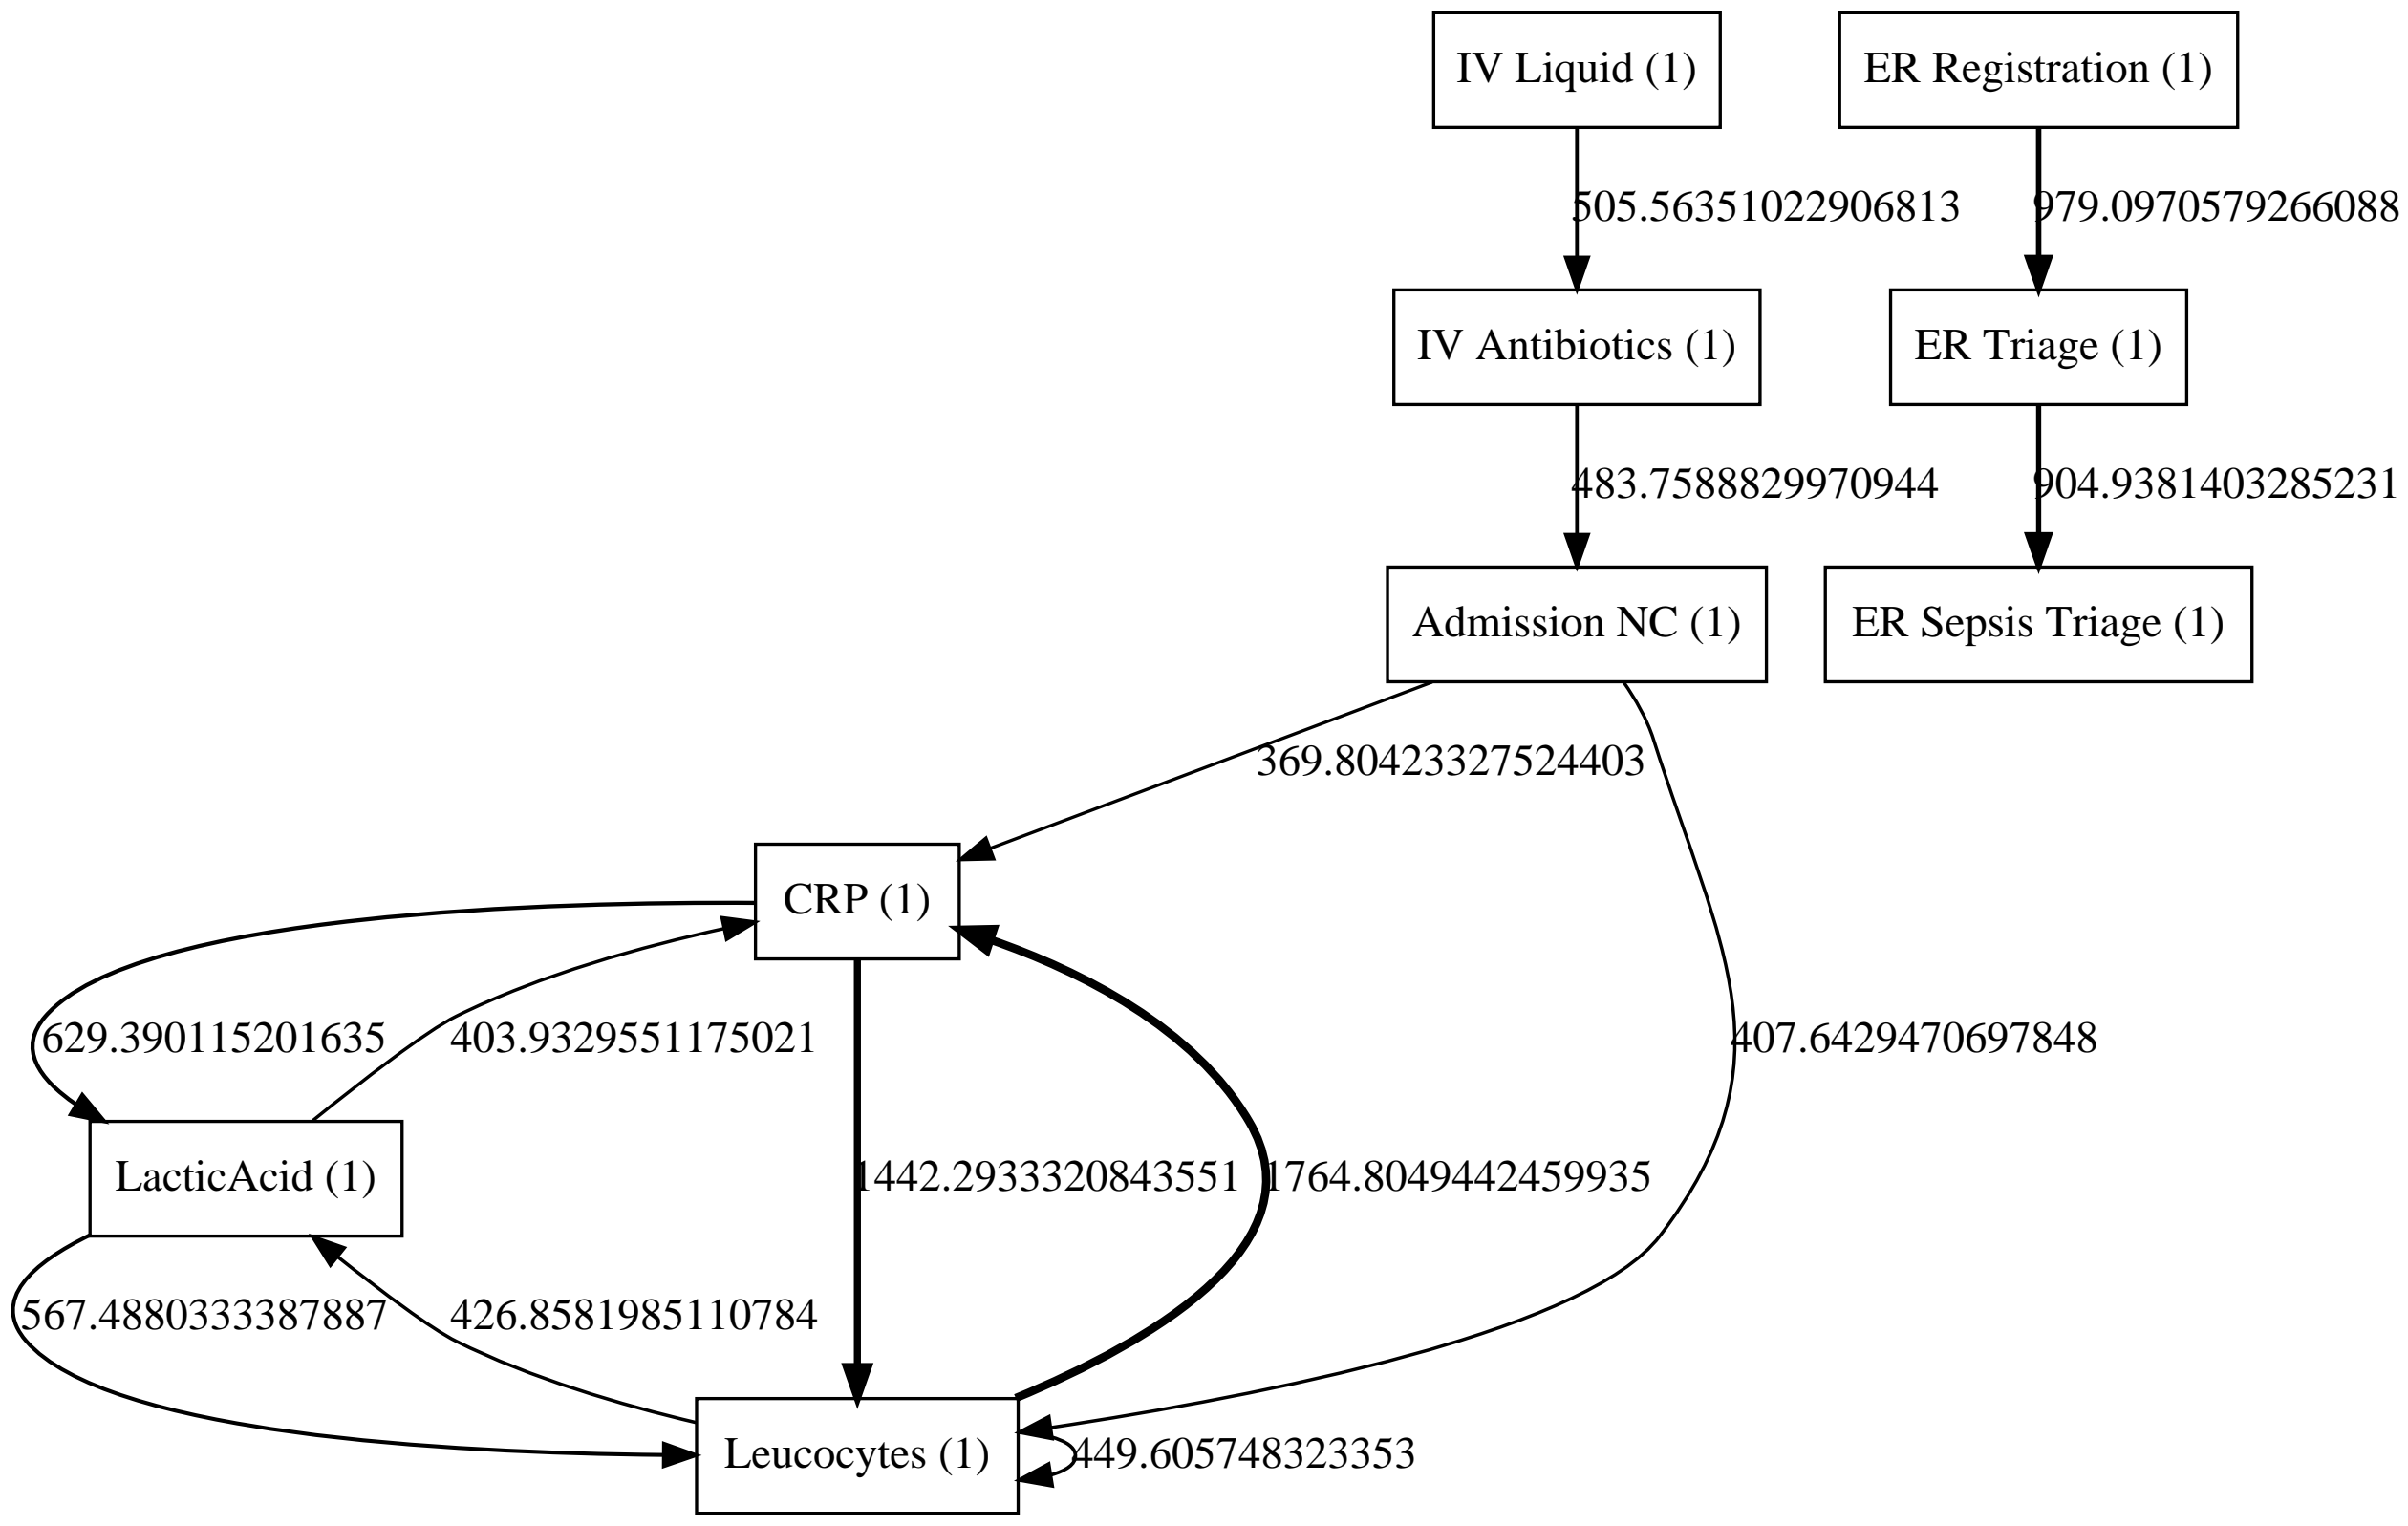 IV Liquid (1)
ER Registration (1)
505.56351022906813
979.0970579266088
IV Antibiotics (1)
ER Triage (1)
483.7588829970944
904.9381403285231
Admission NC (1)
ER Sepsis Triage (1)
369.80423327524403
CRP (1)
629.390115201635
403.9329551175021
407.6429470697848
LacticAcid (1)
1442.2933320843551
1764.8049442459935
567.4880333387887
426.8581985110784
Leucocytes (1)
449.605748323353